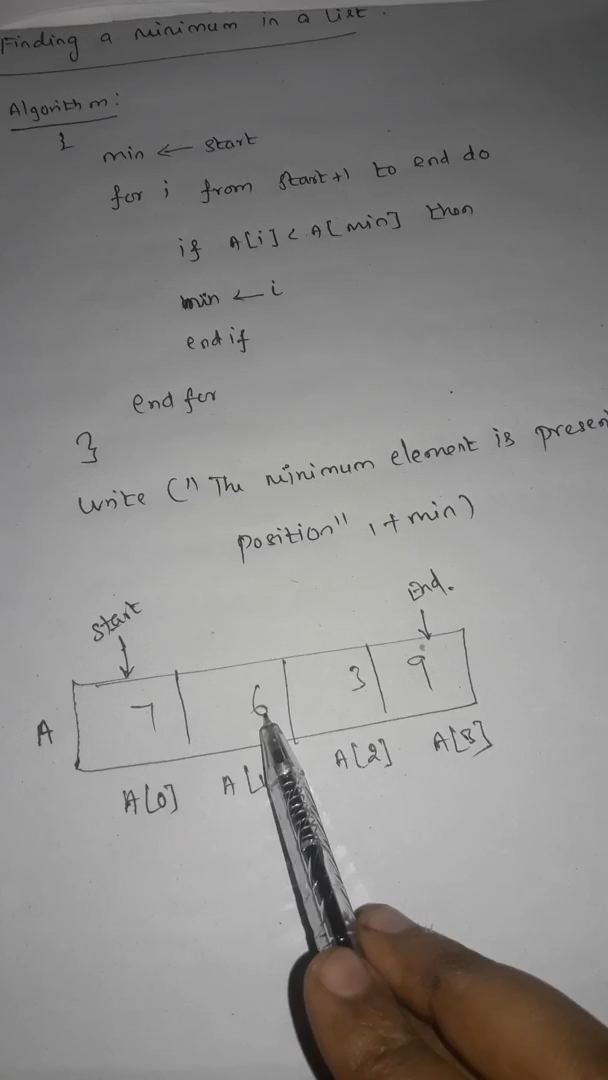 Finding a minimum in a list.
Algorithm:
{
min ← start
for i from start+1 to end do
if A[i] < A[min] then
min ← i
end if
end for
}
write (" The minimum element is presen
position" , + min)
start
End.
A
7 6 3 9
A[0] A[ A[2] A[3]